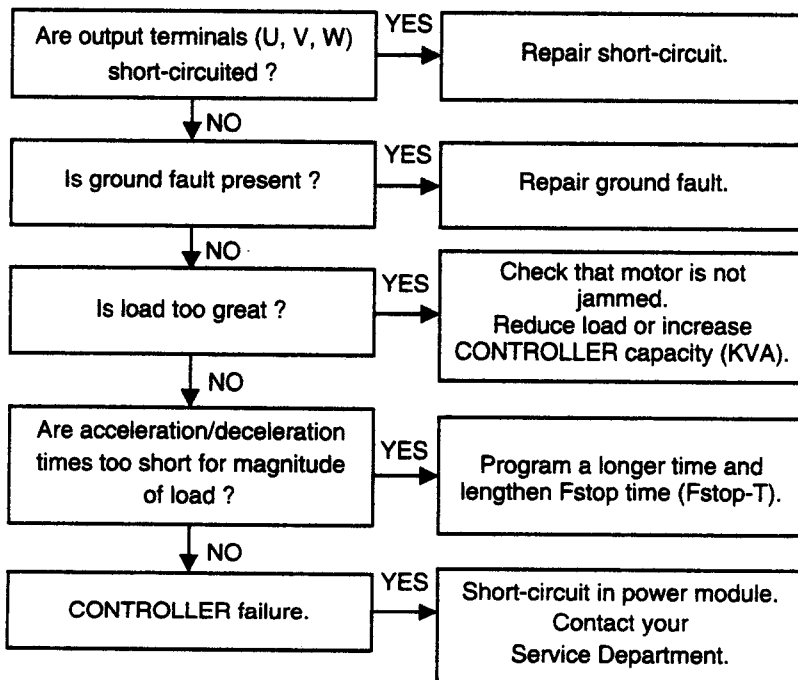 Are output terminals (U, V, W)
short-circuited ?
YES
Repair short-circuit.
NO
Is ground fault present ?
YES
Repair ground fault.
NO
Is load too great ?
YES
Check that motor is not
jammed.
Reduce load or increase
CONTROLLER capacity (KVA).
NO
Are acceleration/deceleration
times too short for magnitude
of load ?
YES
Program a longer time and
lengthen Fstop time (Fstop-T).
NO
CONTROLLER failure.
YES
Short-circuit in power module.
Contact your
Service Department.